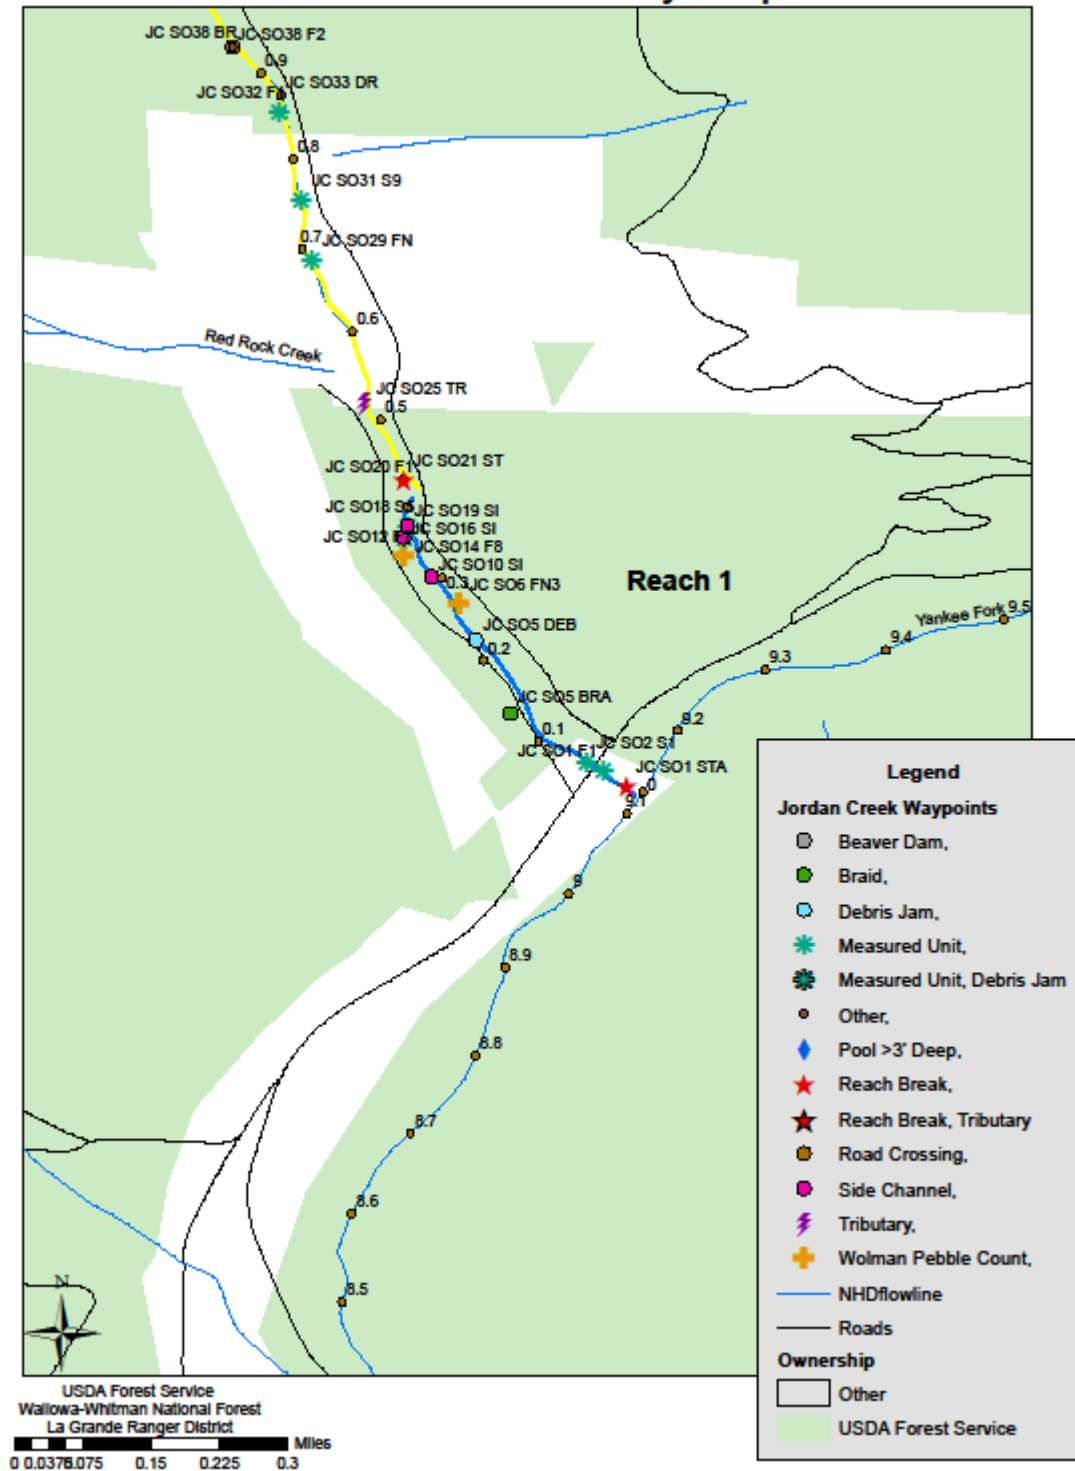 JC SO38 BR
JC SO38 F2
0.9
JC SO33 DR
JC SO32 F
0.8
JC SO31 S9
0.7
JC SO29 FN
0.6
Red Rock Creek
JC SO25 TR
0.5
JC SO21 ST
JC SO20 F1
JC SO18
JC SO19 SI
JC SO16 SI
JC SO12
JC SO14 F8
JC SO10 SI
0.3
JC SO6 FN3
Reach 1
JC SO5 DEB
0.2
Yankee Fork
9.5
9.4
9.3
JC SO5 BRA
9.2
0.1
JC SO1 F1
JC SO2 S1
JC SO1 STA
0
9.1
9
8.9
8.8
8.7
8.6
8.5
N
Legend
Jordan Creek Waypoints
Beaver Dam,
Braid,
Debris Jam,
Measured Unit,
Measured Unit, Debris Jam
Other,
Pool >3' Deep,
Reach Break,
Reach Break, Tributary
Road Crossing,
Side Channel,
Tributary,
Wolman Pebble Count,
NHDflowline
Roads
Ownership
Other
USDA Forest Service
USDA Forest Service
Wallowa-Whitman National Forest
La Grande Ranger District
Miles
0 0.0375 0.075 0.15 0.225 0.3